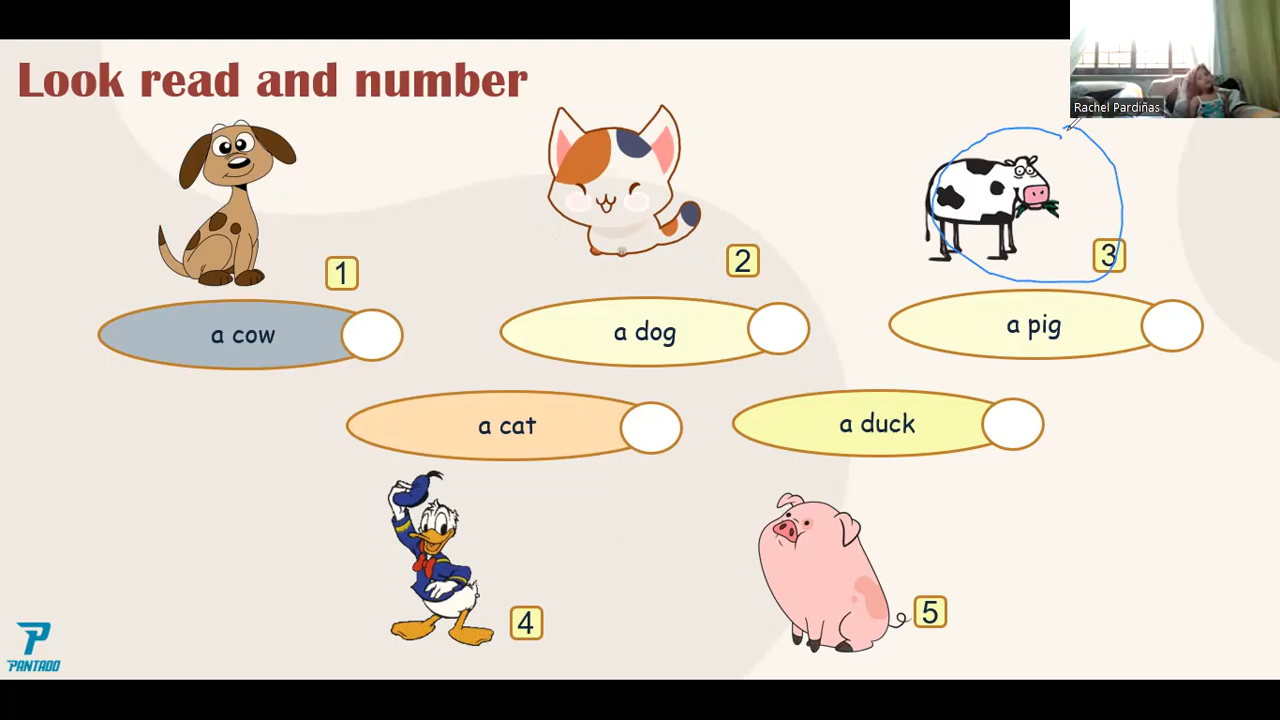 Rachel Pardiñas
Look read and number
1
2
3
a cow
a dog
a pig
a cat
a duck
4
5
P
PANTADO